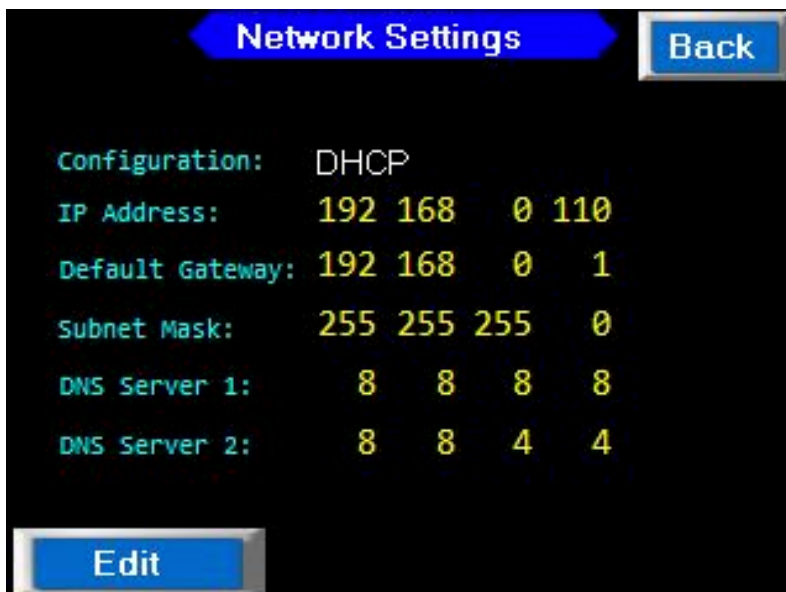 Network Settings
Back
Configuration: DHCP
IP Address: 192 168 0 110
Default Gateway: 192 168 0 1
Subnet Mask: 255 255 255 0
DNS Server 1: 8 8 8 8
DNS Server 2: 8 8 4 4
Edit